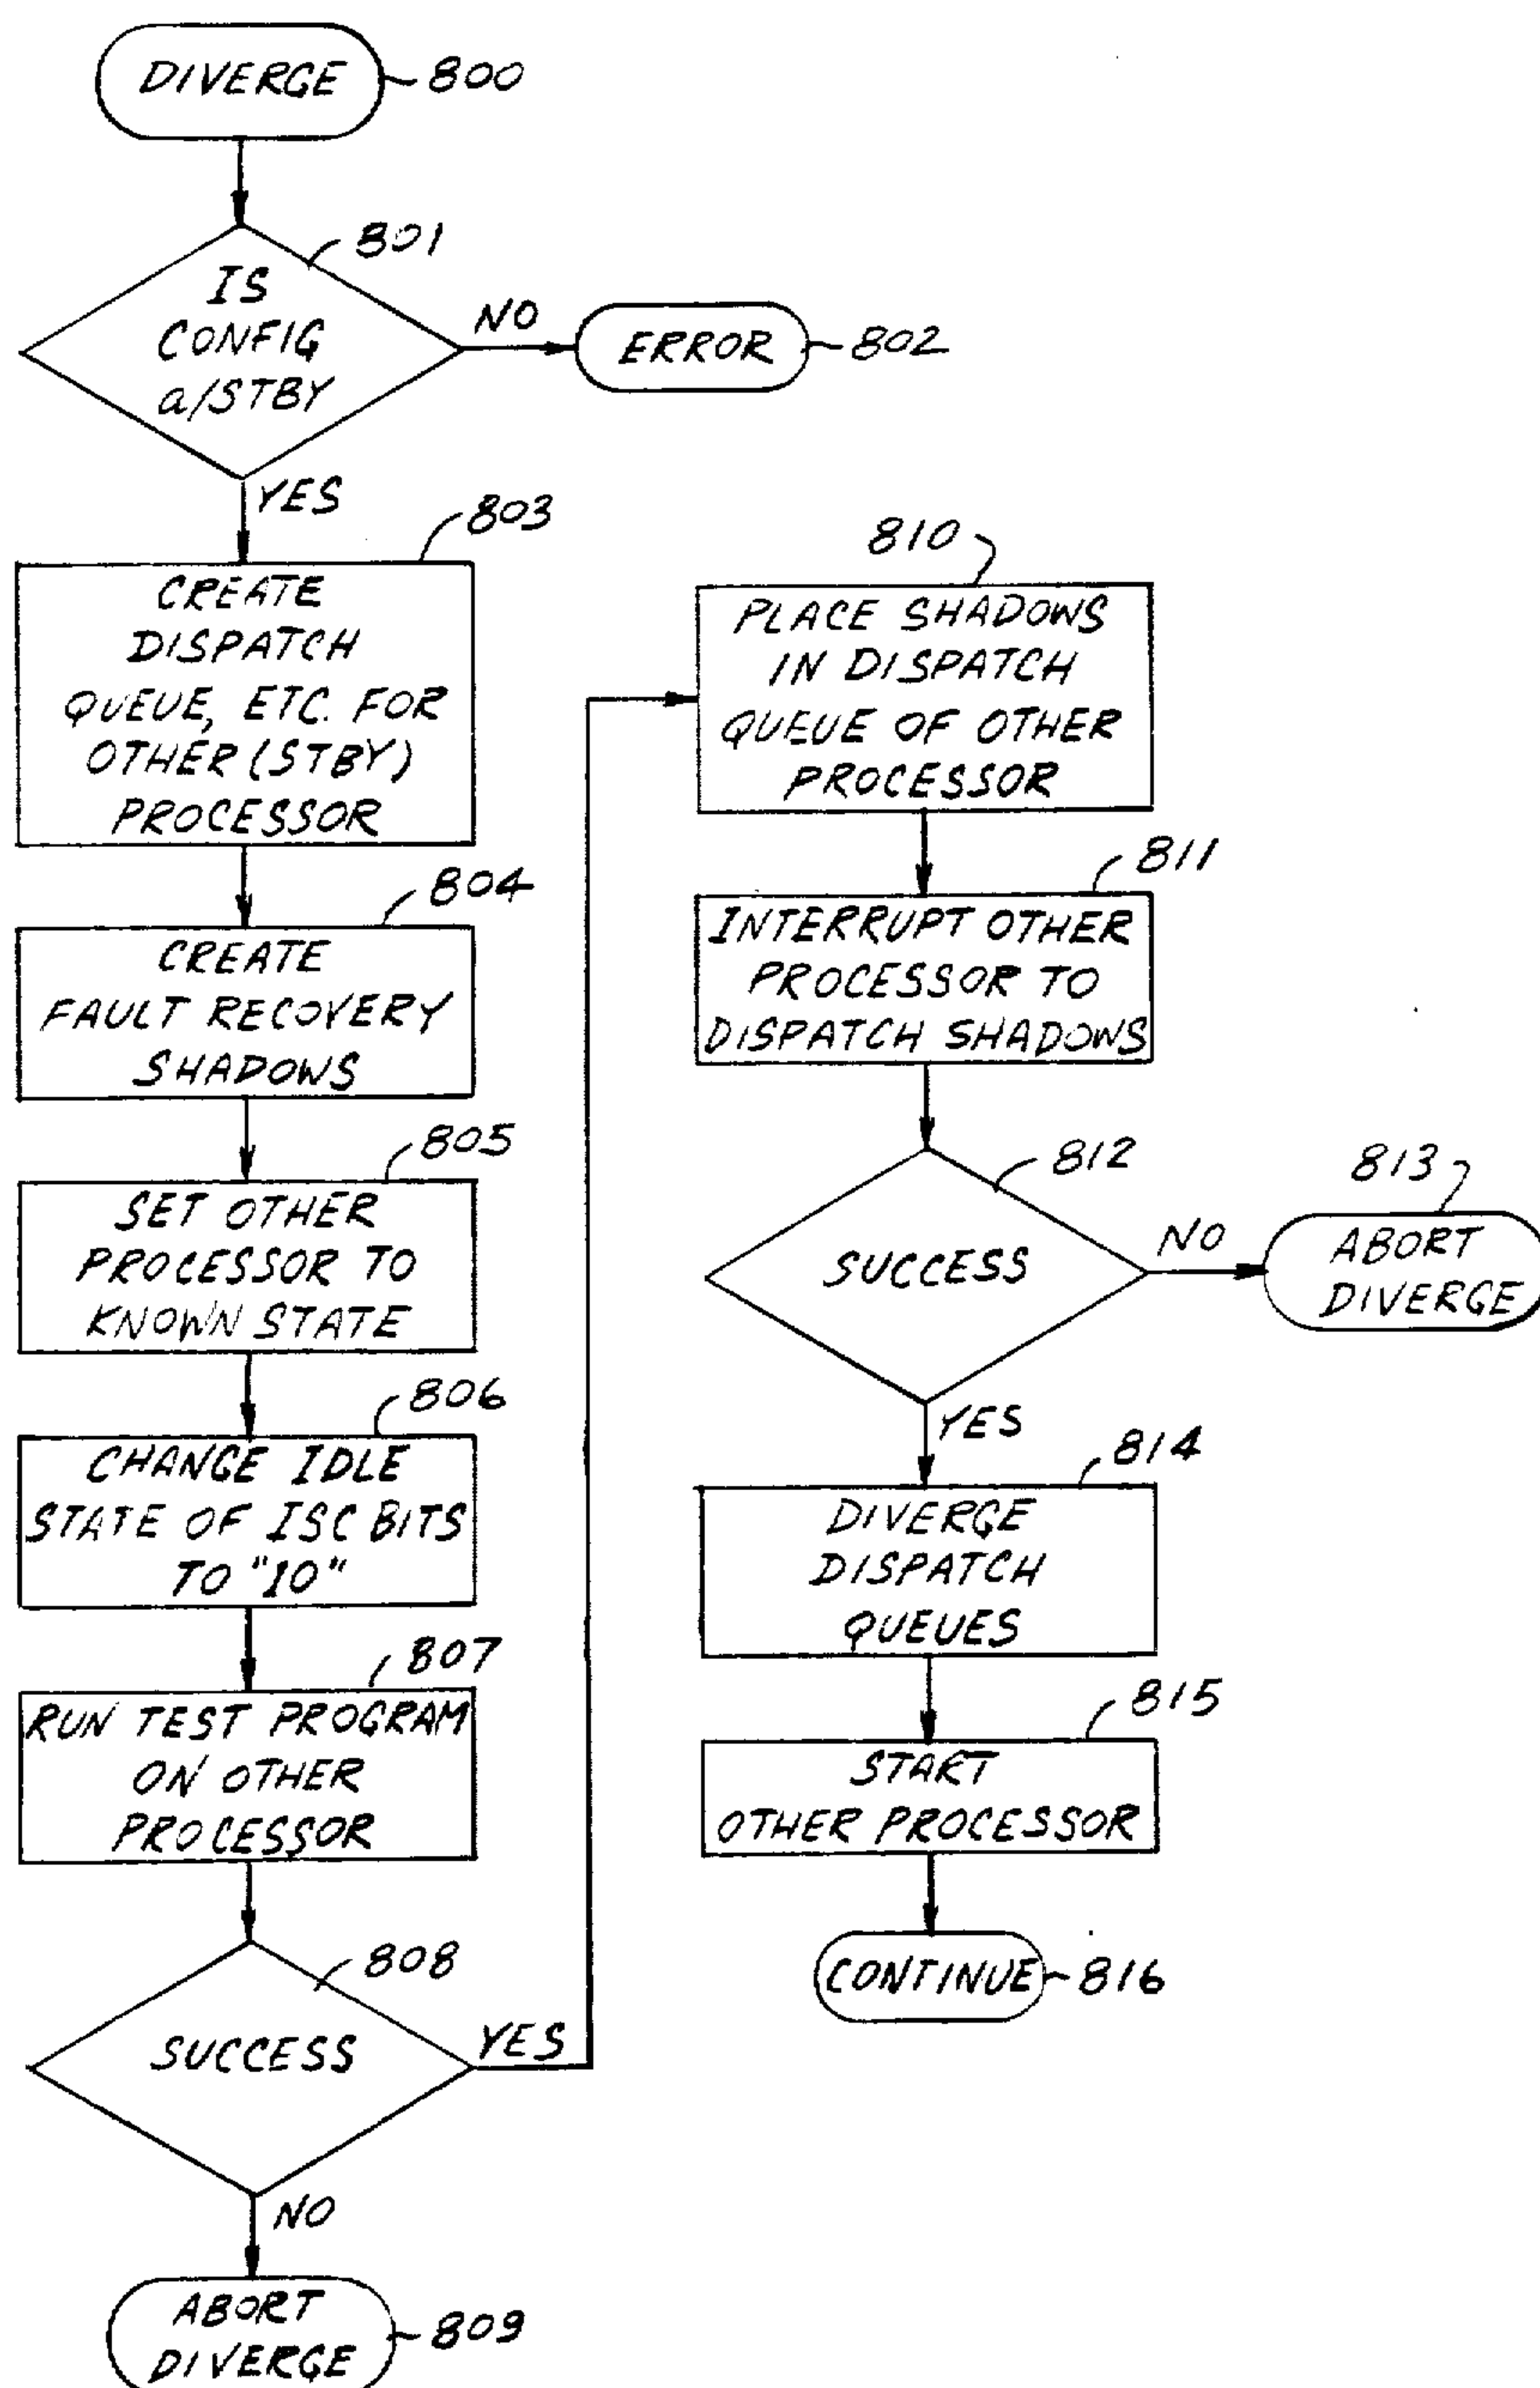 DIVERGE
800
801
IS
CONFIG
a/STBY
NO
ERROR
802
YES
803
CREATE
DISPATCH
QUEUE, ETC. FOR
OTHER (STBY)
PROCESSOR
804
CREATE
FAULT RECOVERY
SHADOWS
805
SET OTHER
PROCESSOR TO
KNOWN STATE
806
CHANGE IDLE
STATE OF ISC BITS
TO "10"
807
RUN TEST PROGRAM
ON OTHER
PROCESSOR
808
SUCCESS
YES
NO
ABORT
DIVERGE
809
810
PLACE SHADOWS
IN DISPATCH
QUEUE OF OTHER
PROCESSOR
811
INTERRUPT OTHER
PROCESSOR TO
DISPATCH SHADOWS
812
SUCCESS
NO
813
ABORT
DIVERGE
YES
814
DIVERGE
DISPATCH
QUEUES
815
START
OTHER PROCESSOR
CONTINUE
816